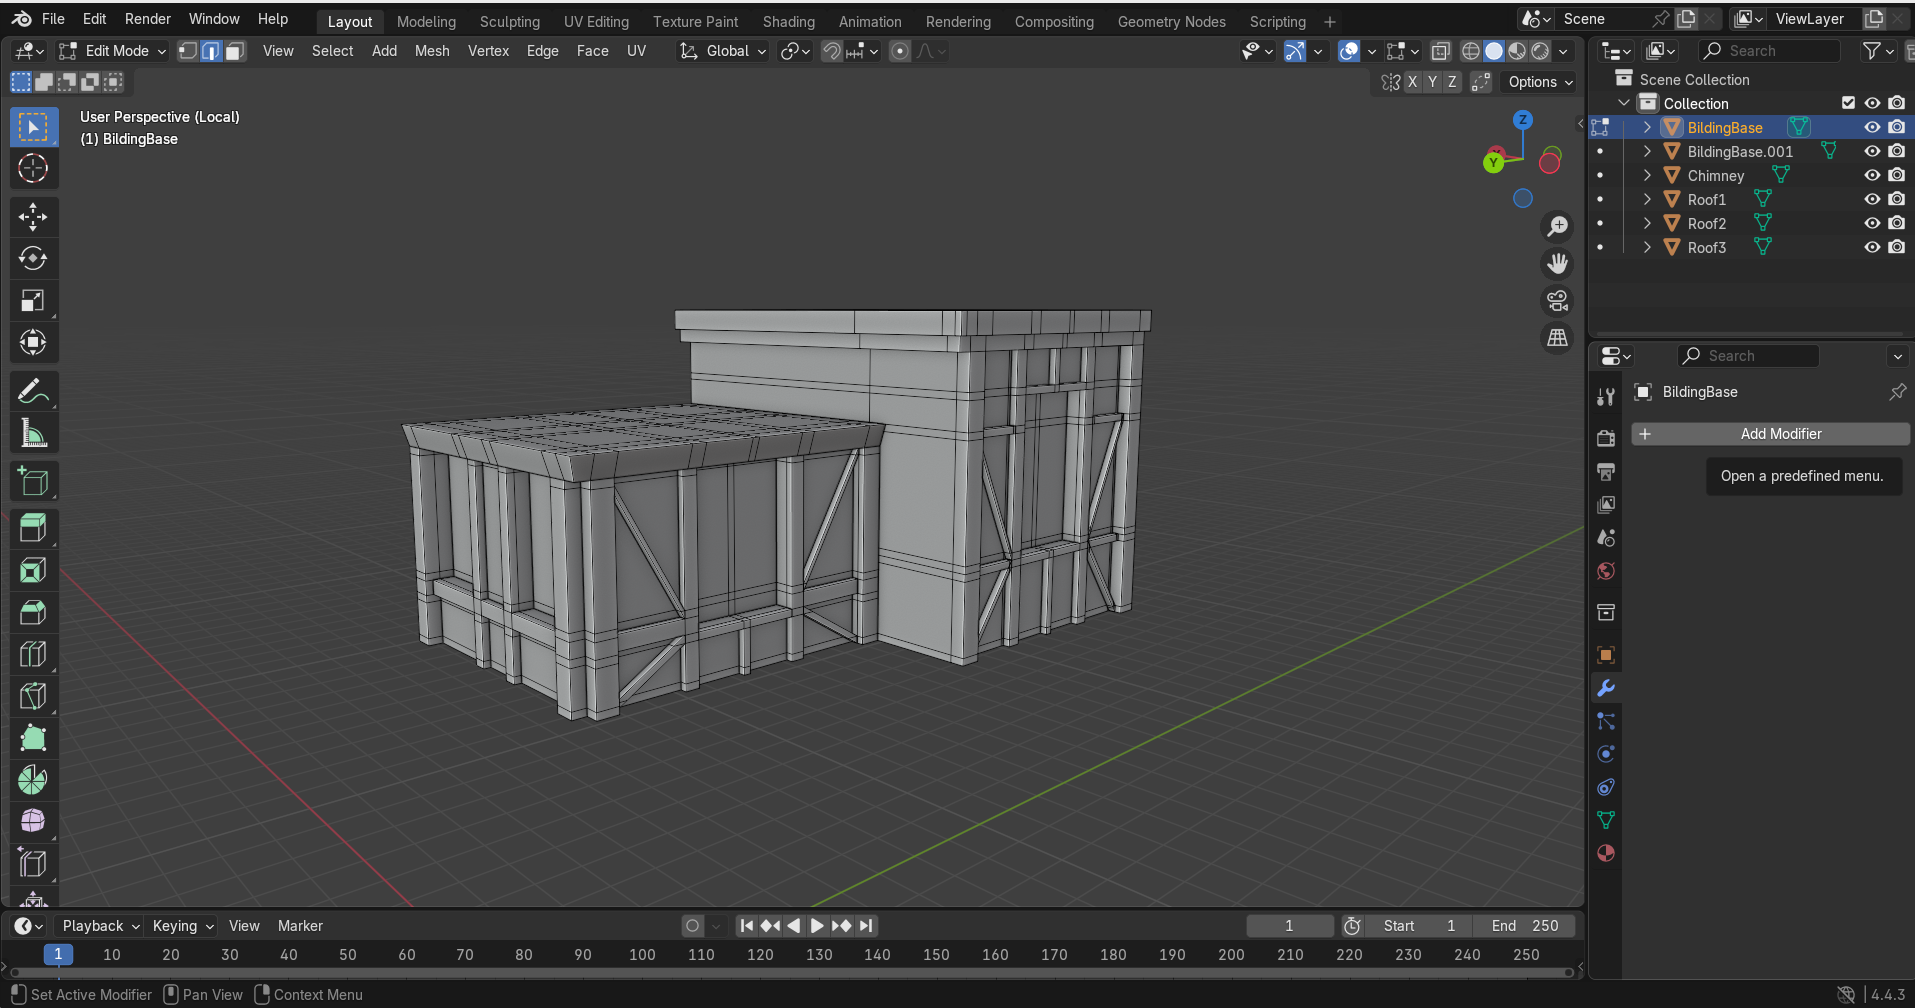 File Edit Render Window Help Layout Modeling Sculpting UV Editing Texture Paint Shading Animation Rendering Compositing Geometry Nodes Scripting + Scene ViewLayer
Edit Mode View Select Add Mesh Vertex Edge Face UV Global Search
X Y Z Options
Scene Collection
Collection
User Perspective (Local)
(1) BildingBase
Z
Y
BildingBase
BildingBase.001
Chimney
Roof1
Roof2
Roof3
Search
BildingBase
+ Add Modifier
Open a predefined menu.
Playback Keying View Marker 1 Start 1 End 250
1 10 20 30 40 50 60 70 80 90 100 110 120 130 140 150 160 170 180 190 200 210 220 230 240 250
Set Active Modifier Pan View Context Menu 4.4.3